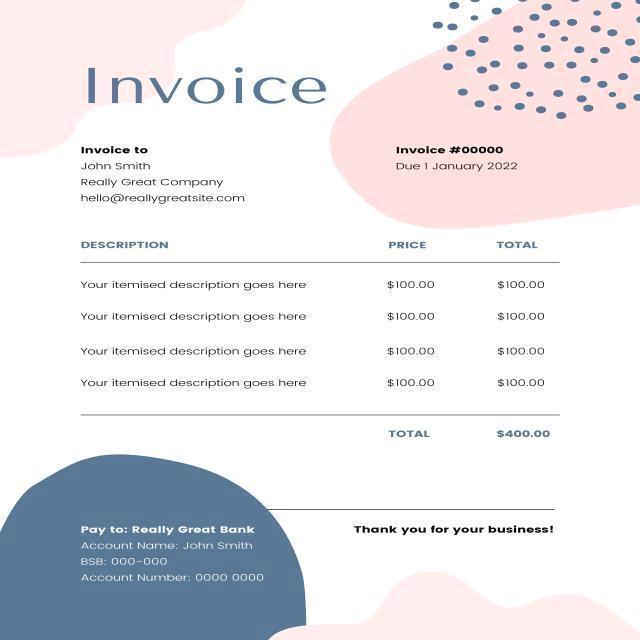 Invoice
Invoice to
John Smith
Really Great Company
hello@reallygreatsite.com
Invoice #00000
Due 1 January 2022
DESCRIPTION PRICE TOTAL
Your itemised description goes here $100.00 $100.00
Your itemised description goes here $100.00 $100.00
Your itemised description goes here $100.00 $100.00
Your itemised description goes here $100.00 $100.00
TOTAL $400.00
Pay to: Really Great Bank
Account Name: John Smith
BSB: 000-000
Account Number: 0000 0000
Thank you for your business!